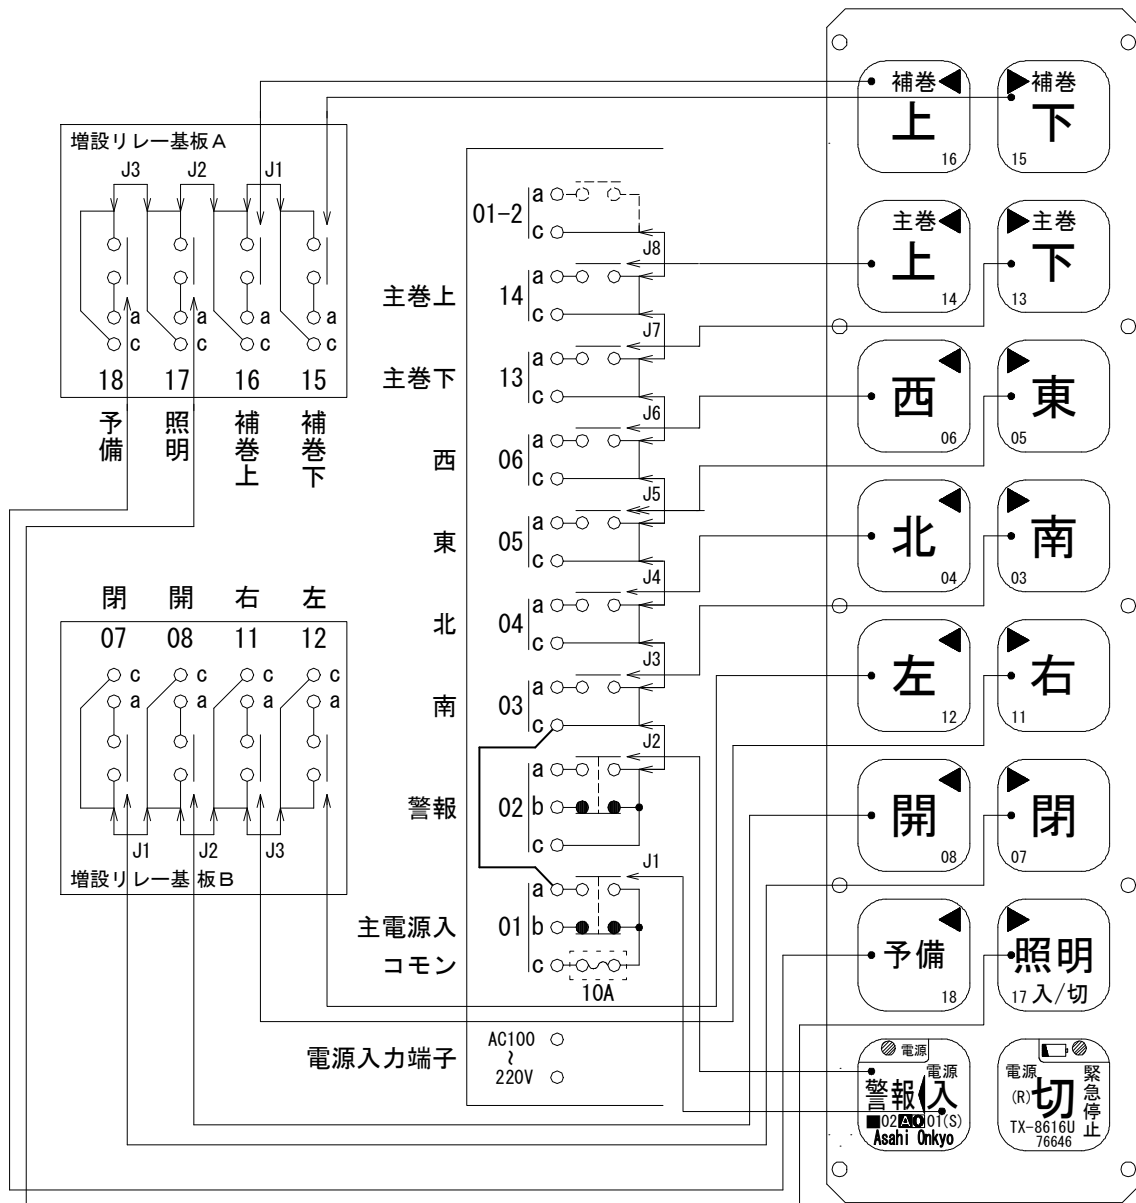 増設リレー基板A
J3
J2
J1
a
a
a
a
c
c
c
c
18
17
16
15
予備
照明
補巻上
補巻下
閉
開
右
左
07
08
11
12
c
c
c
c
a
a
a
a
J1
J2
J3
増設リレー基板B
01-2
a
c
J8
主巻上
14
a
c
J7
主巻下
13
a
c
J6
西
06
a
c
J5
東
05
a
c
J4
北
04
a
c
J3
南
03
a
c
J2
警報
02
a
b
c
J1
主電源入
01
a
b
コモン
c
10A
電源入力端子
AC100
~
220V
補巻
上
16
補巻
下
15
主巻
上
14
主巻
下
13
西
06
東
05
北
04
南
03
左
12
右
11
開
08
閉
07
予備
18
照明
17 入/切
電源
電源
警報 入
02 01(S)
Asahi Onkyo
電源
(R) 切
緊急停止
TX-8616U
76646